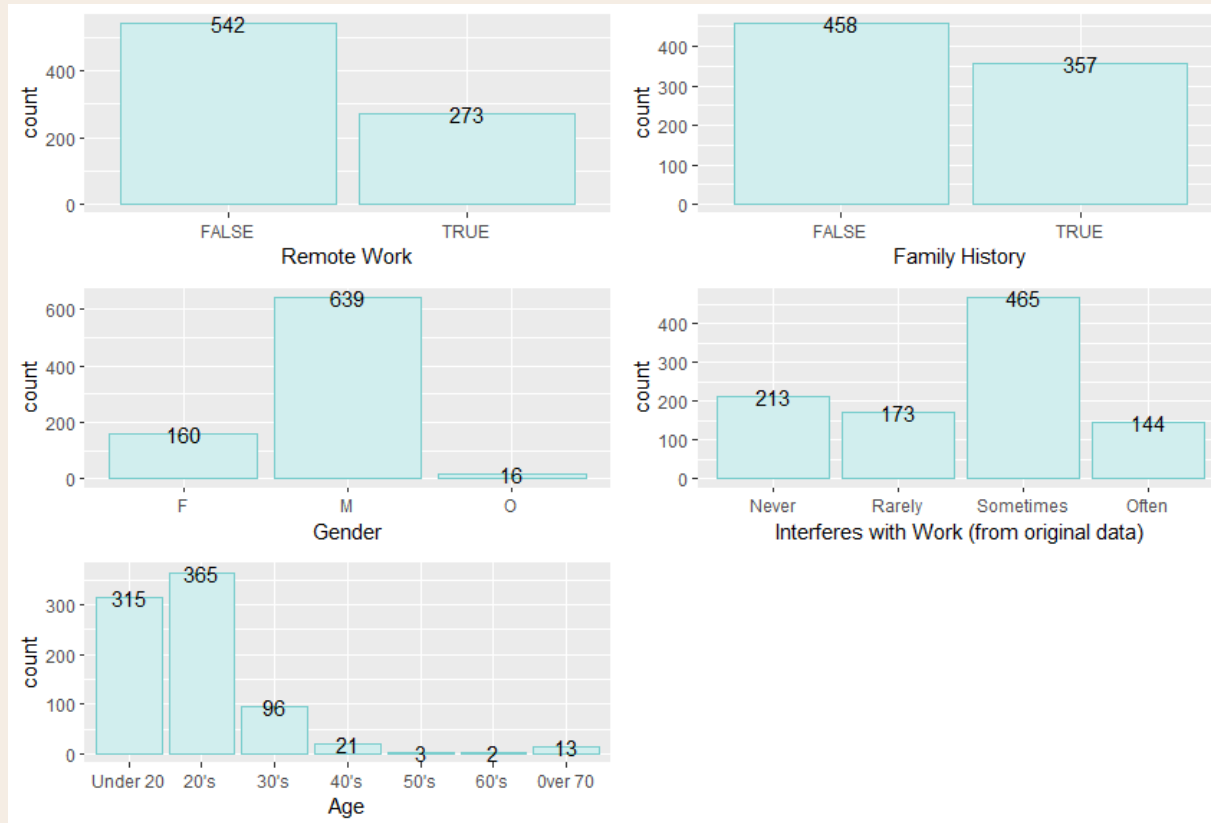 542
273
400
200
0
count
FALSE TRUE
Remote Work
458
357
400
300
200
100
0
count
FALSE TRUE
Family History
639
160
16
600
400
200
0
count
F M O
Gender
465
213
173
144
400
300
200
100
0
count
Never Rarely Sometimes Often
Interferes with Work (from original data)
365
315
96
21
3
2
13
300
200
100
0
count
Under 20 20's 30's 40's 50's 60's 0ver 70
Age